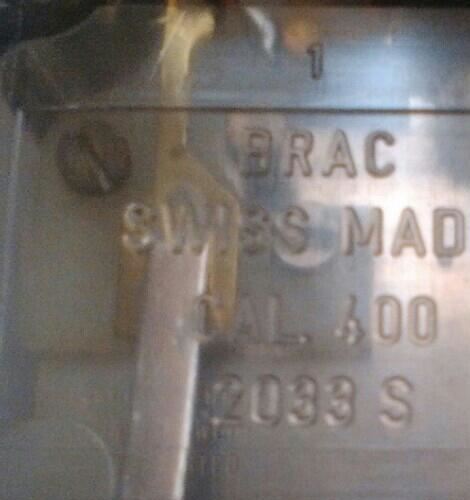 1
BRAC
SWISS MAD
CAL. 400
2033 S